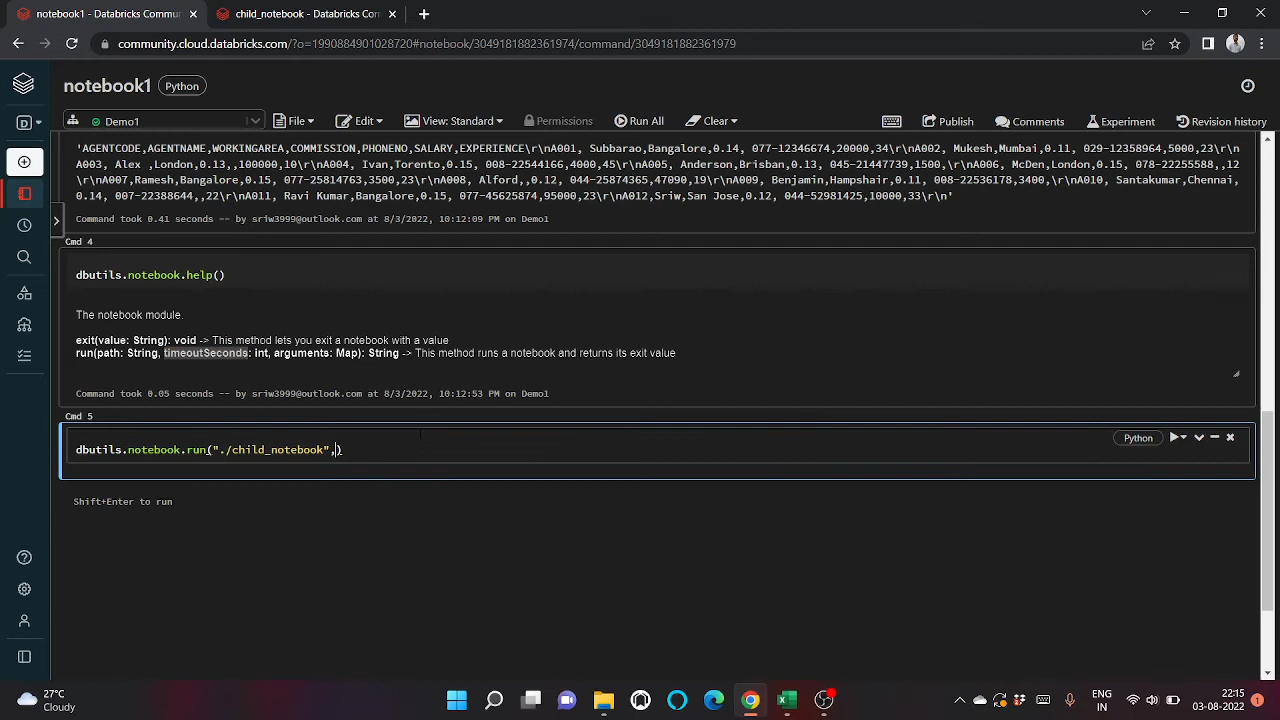 notebook1 - Databricks Commun
child_notebook - Databricks Com
community.cloud.databricks.com/?o=1990884901028720#notebook/3049181882361974/command/3049181882361979
notebook1 Python
D
Demo1 File Edit View: Standard Permissions Run All Clear Comments Experiment Publish Revision history
'AGENTCODE,AGENTNAME,WORKINGAREA,COMMISSION,PHONENO,SALARY,EXPERIENCE\r\nA001, Subbarao,Bangalore,0.14, 077-12346674,20000,34\r\nA002, Mukesh,Mumbai,0.11, 029-12358964,5000,23\r\n
A003, Alex ,London,0.13,,100000,10\r\nA004, Ivan,Torento,0.15, 008-22544166,4000,45\r\nA005, Anderson,Brisban,0.13, 045-21447739,1500,,\r\nA006, McDen,London,0.15, 078-22255588,,12
\r\nA007,Ramesh,Bangalore,0.15, 077-25814763,3500,23\r\nA008, Alford,,0.12, 044-25874365,47090,19\r\nA009, Benjamin,Hampshair,0.11, 008-22536178,3400,\r\nA010, Santakumar,Chennai,
0.14, 007-22388644,,22\r\nA011, Ravi Kumar,Bangalore,0.15, 077-45625874,95000,23\r\nA012,Sriw,San Jose,0.12, 044-52981425,10000,33\r\n'
Command took 0.41 seconds -- by sriw3999@outlook.com at 8/3/2022, 10:12:09 PM on Demo1
Cmd 4
dbutils.notebook.help()
The notebook module.
exit(value: String): void -> This method lets you exit a notebook with a value
run(path: String, timeoutSeconds: int, arguments: Map): String -> This method runs a notebook and returns its exit value
Command took 0.05 seconds -- by sriw3999@outlook.com at 8/3/2022, 10:12:53 PM on Demo1
Cmd 5
dbutils.notebook.run("./child_notebook",)
Python
Shift+Enter to run
27°C
Cloudy
ENG
IN
22:15
03-08-2022
1